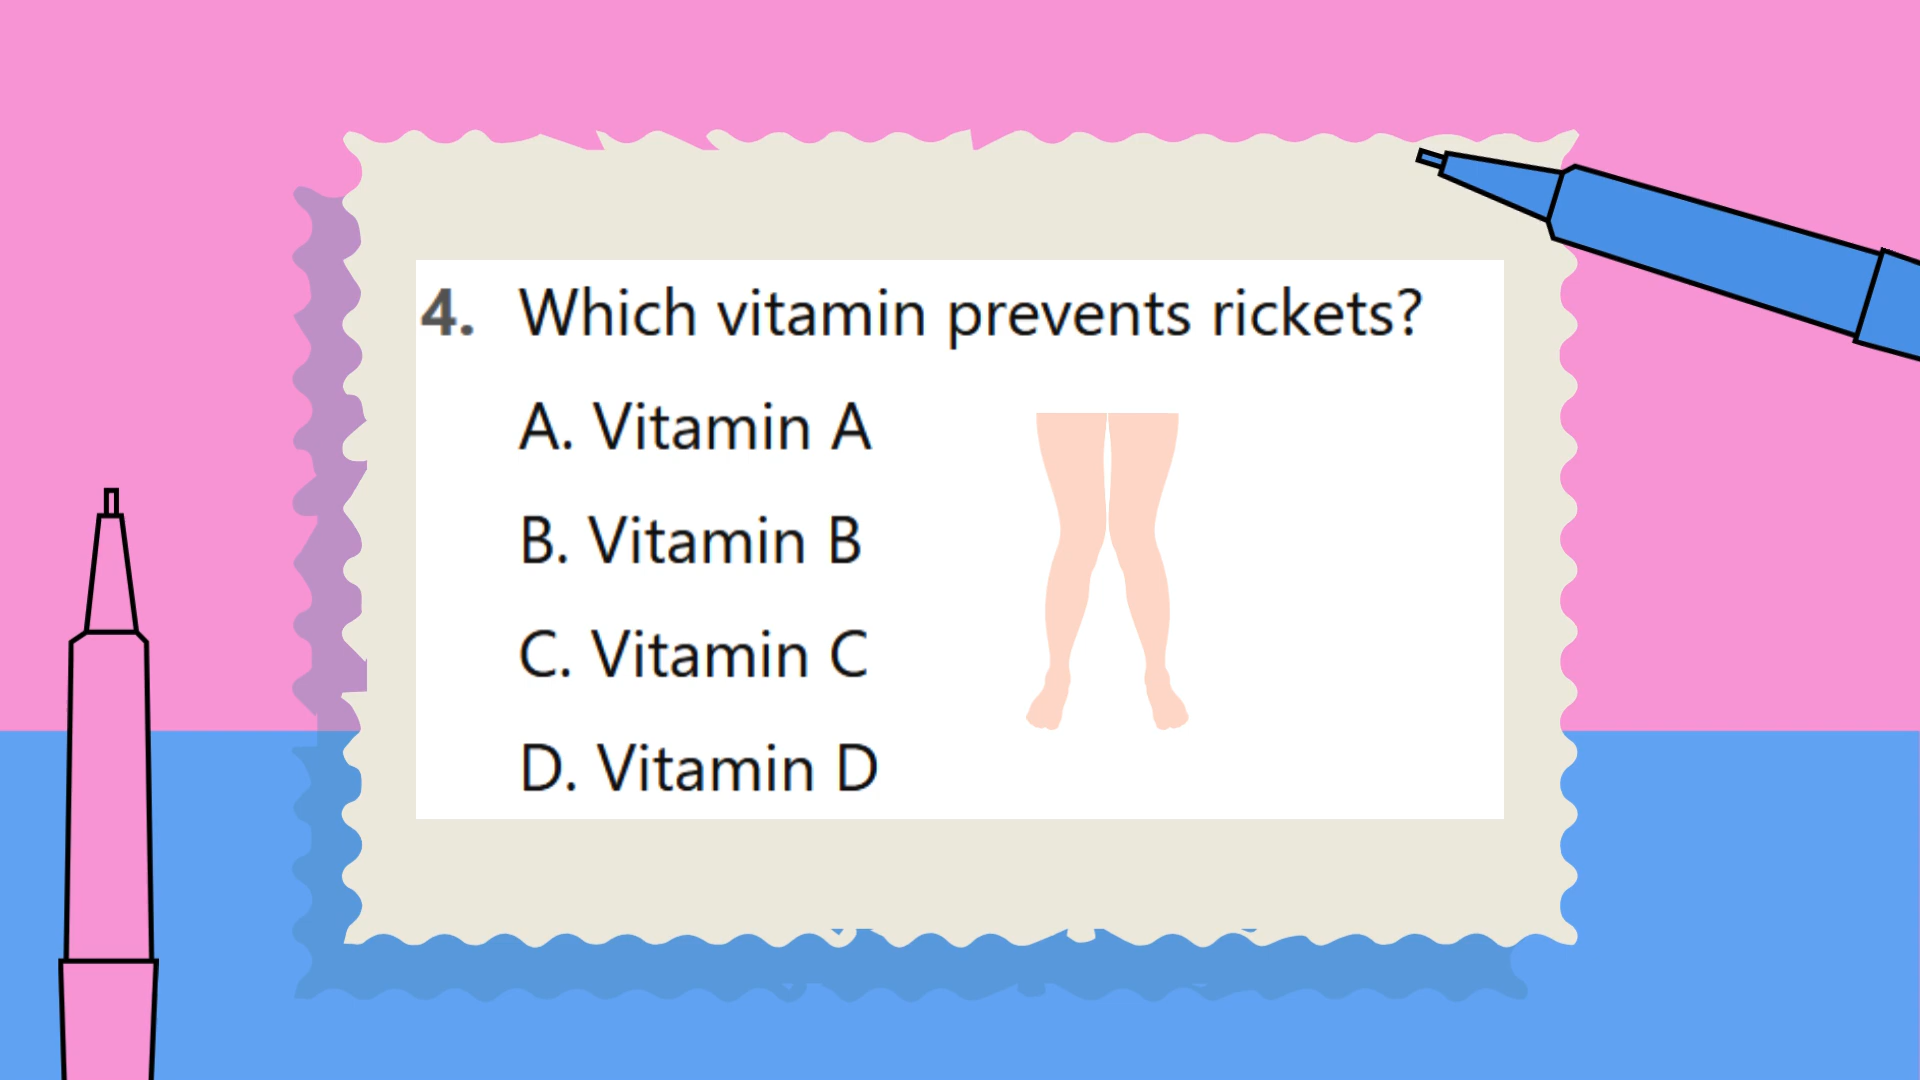 4. Which vitamin prevents rickets?
A. Vitamin A
B. Vitamin B
C. Vitamin C
D. Vitamin D